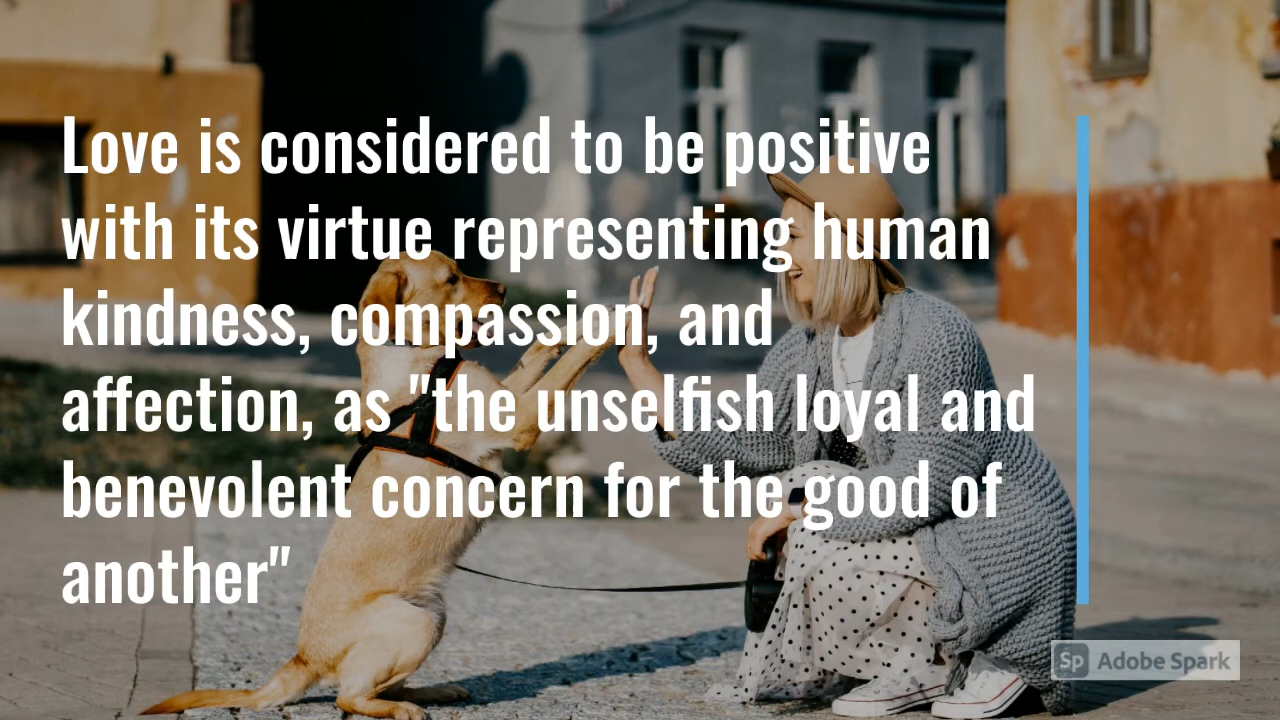 Love is considered to be positive
with its virtue representing human
kindness, compassion, and
affection, as "the unselfish loyal and
benevolent concern for the good of
another"
Sp Adobe Spark